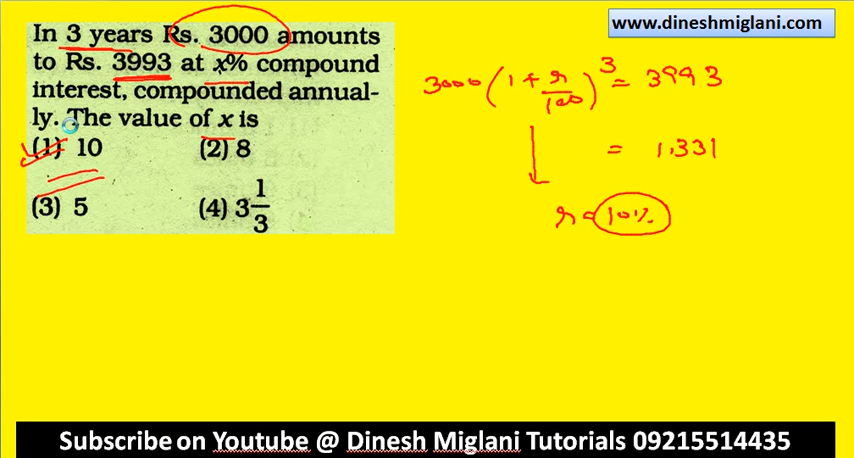 www.dineshmiglani.com
In 3 years Rs. 3000 amounts
to Rs. 3993 at x% compound
interest, compounded annual-
ly. The value of x is
(1) 10 (2) 8
(3) 5 (4) 3 1/3
3000 (1 + r/100)^3 = 3993
= 1.331
r = 10%
Subscribe on Youtube @ Dinesh Miglani Tutorials 09215514435